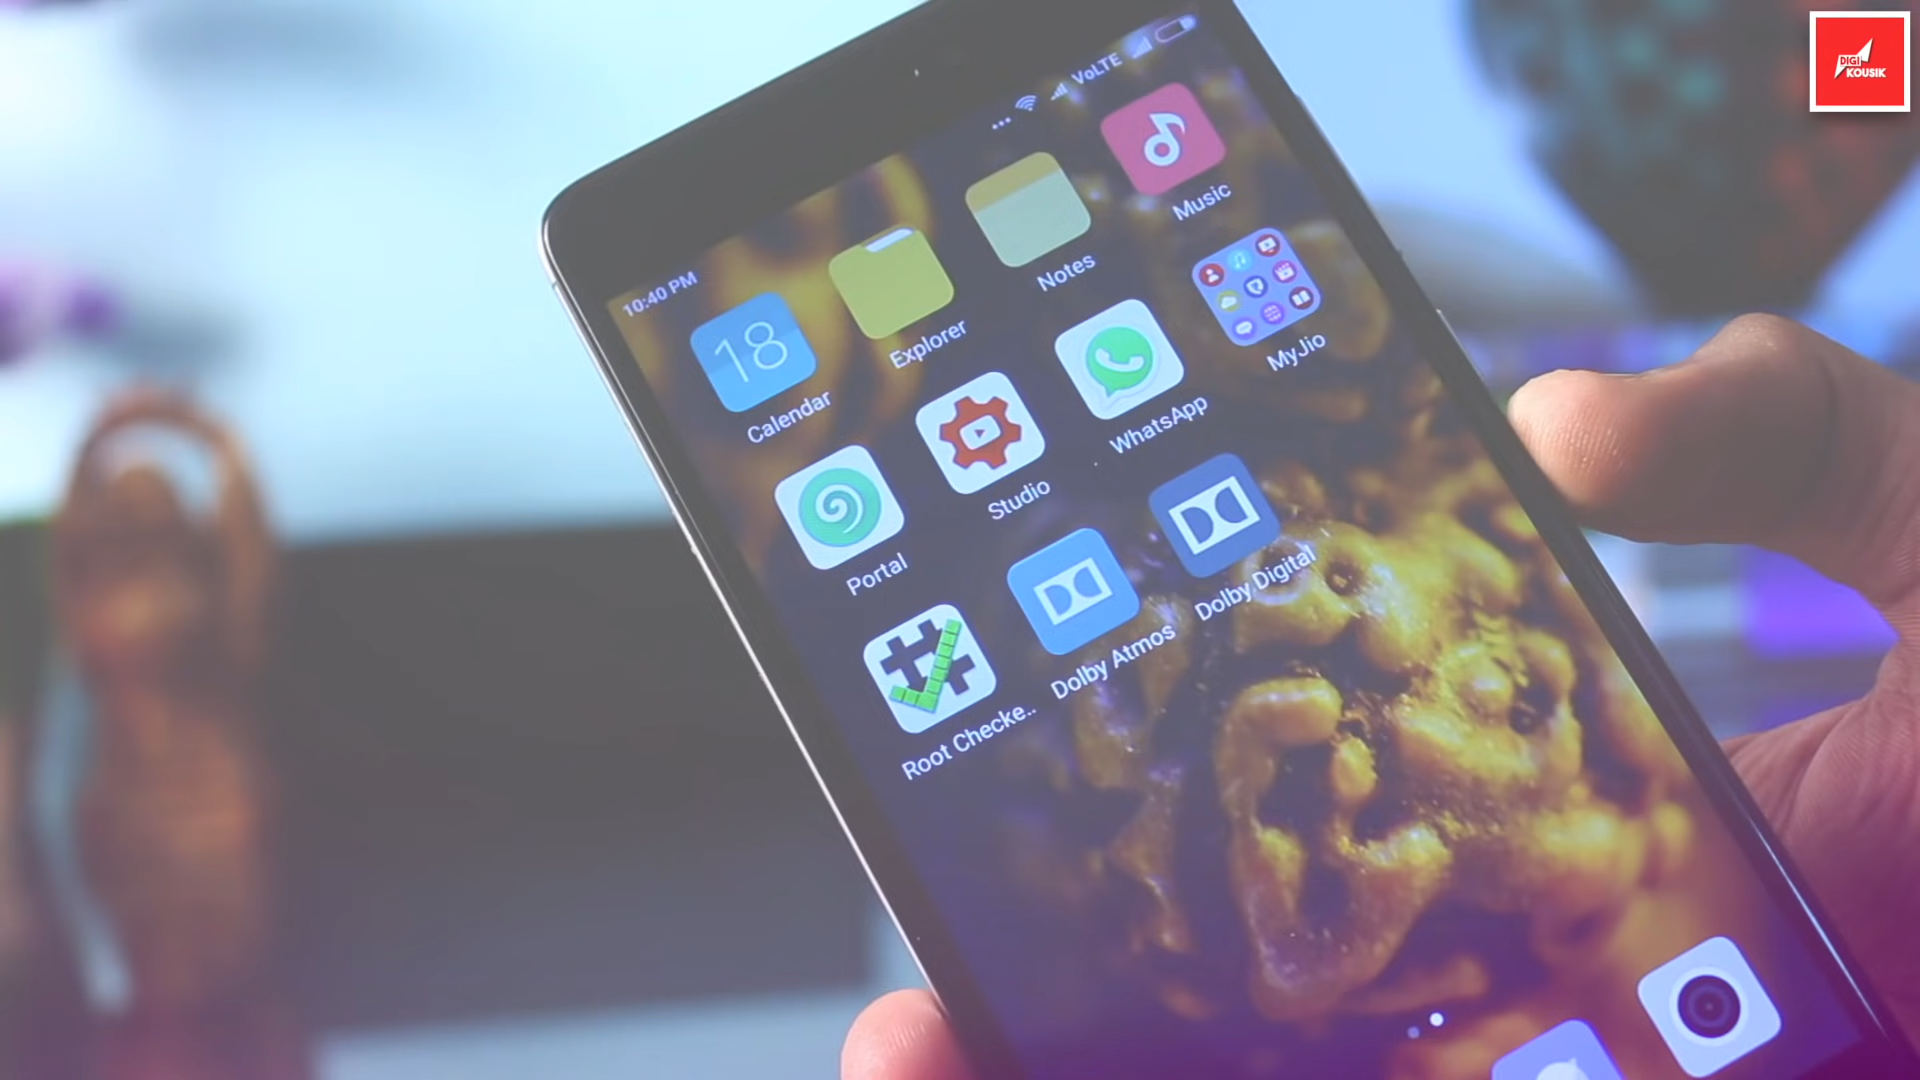 DIGI
KOUSIK
10:40 PM
VoLTE
18
Calendar
Explorer
Notes
Music
Portal
Studio
WhatsApp
MyJio
Root Checke..
Dolby Atmos
Dolby Digital